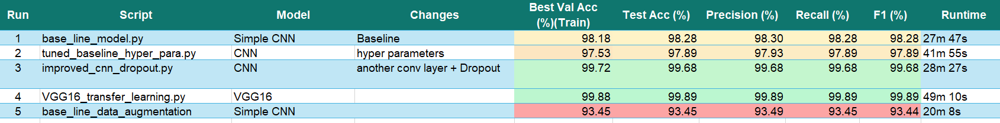 Run Script Model Changes Best Val Acc (%)(Train) Test Acc (%) Precision (%) Recall (%) F1 (%) Runtime
1 base_line_model.py Simple CNN Baseline 98.18 98.28 98.30 98.28 98.28 27m 47s
2 tuned_baseline_hyper_para.py CNN hyper parameters 97.53 97.89 97.93 97.89 97.89 41m 55s
3 improved_cnn_dropout.py CNN another conv layer + Dropout 99.72 99.68 99.68 99.68 99.68 28m 27s
4 VGG16_transfer_learning.py VGG16 99.88 99.89 99.89 99.89 99.89 49m 10s
5 base_line_data_augmentation Simple CNN 93.45 93.45 93.49 93.45 93.44 20m 8s